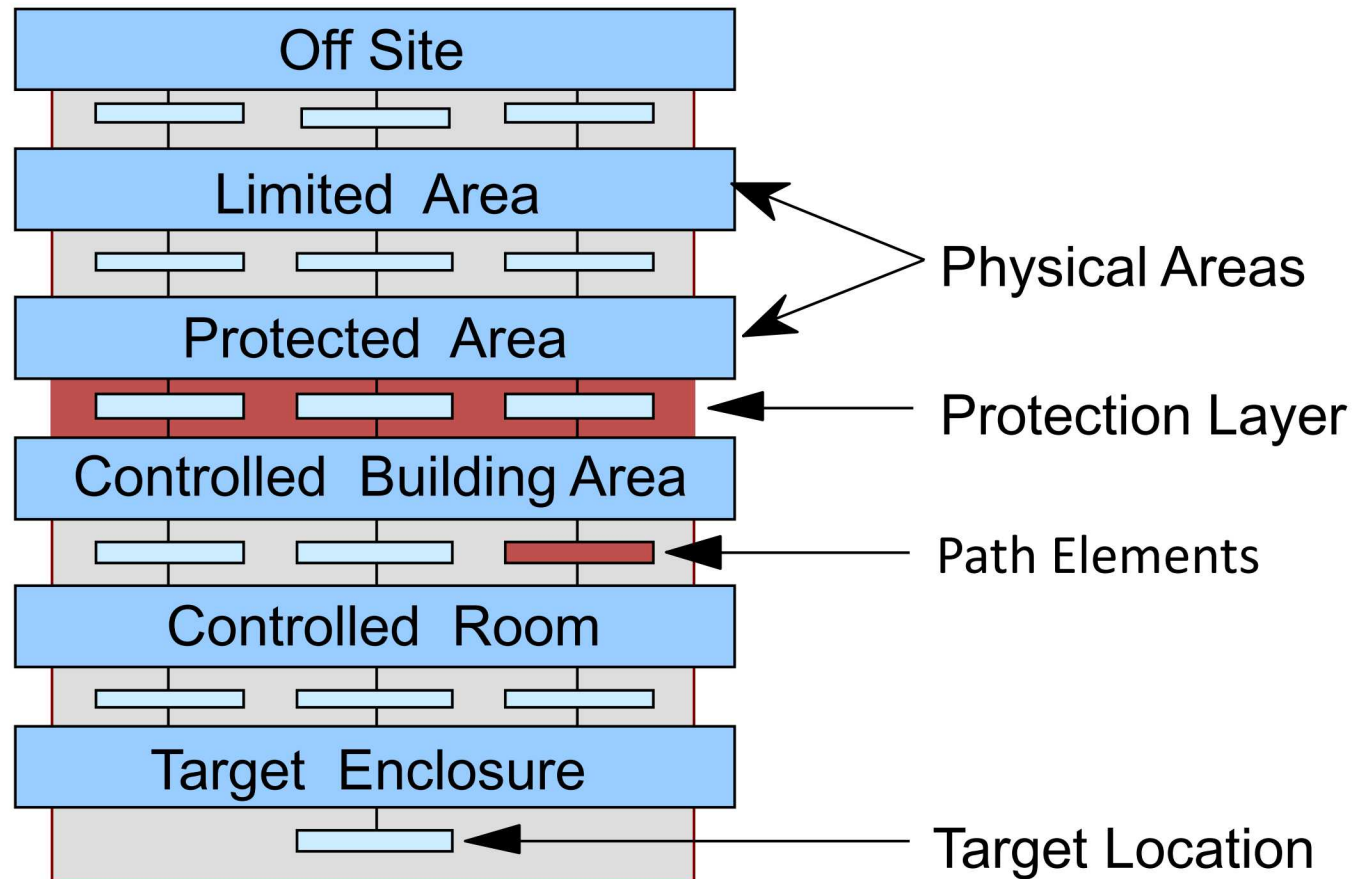 Off Site
Limited Area
Physical Areas
Protected Area
Protection Layer
Controlled Building Area
Path Elements
Controlled Room
Target Enclosure
Target Location